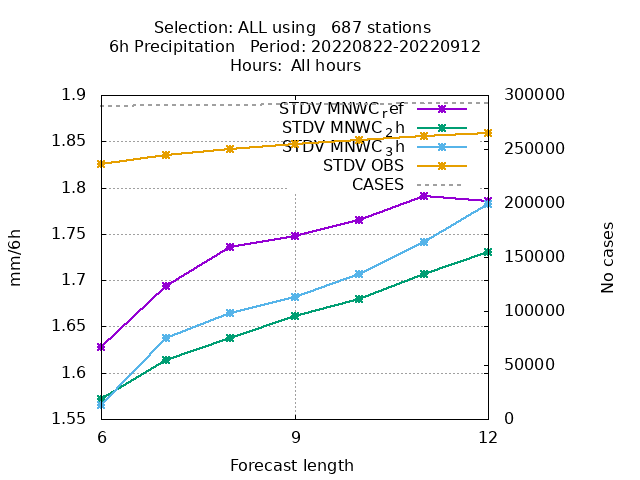 Selection: ALL using   687 stations
6h Precipitation   Period: 20220822-20220912
Hours:  All hours
1.9
1.85
1.8
1.75
1.7
1.65
1.6
1.55
300000
250000
200000
150000
100000
50000
0
STDV MNWC_ref
STDV MNWC_2h
STDV MNWC_3h
STDV OBS
CASES
mm/6h
No cases
6
9
12
Forecast length